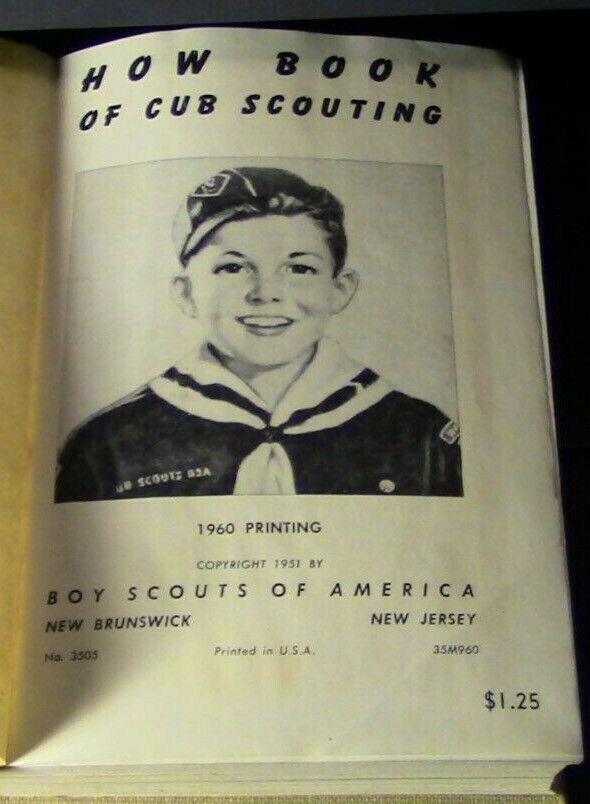 HOW BOOK
OF CUB SCOUTING
UB SCOUTS BSA
1960 PRINTING
COPYRIGHT 1951 BY
BOY SCOUTS OF AMERICA
NEW BRUNSWICK NEW JERSEY
No. 3505 Printed in U.S.A. 35M960
$1.25